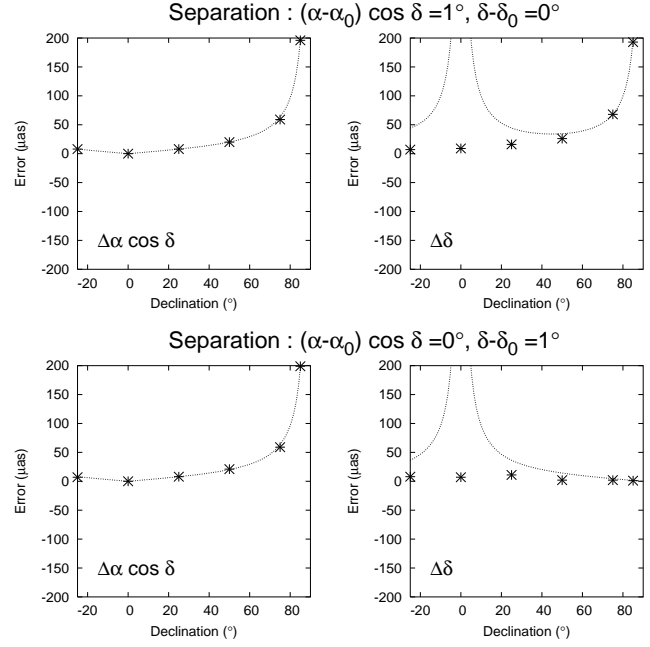 Separation : (α-α0) cos δ =1°, δ-δ0 =0°
200
150
100
50
0
-50
-100
-150
-200
Error (μas)
Δα cos δ
-20 0 20 40 60 80
Declination (°)
200
150
100
50
0
-50
-100
-150
-200
Error (μas)
Δδ
-20 0 20 40 60 80
Declination (°)
Separation : (α-α0) cos δ =0°, δ-δ0 =1°
200
150
100
50
0
-50
-100
-150
-200
Error (μas)
Δα cos δ
-20 0 20 40 60 80
Declination (°)
200
150
100
50
0
-50
-100
-150
-200
Error (μas)
Δδ
-20 0 20 40 60 80
Declination (°)